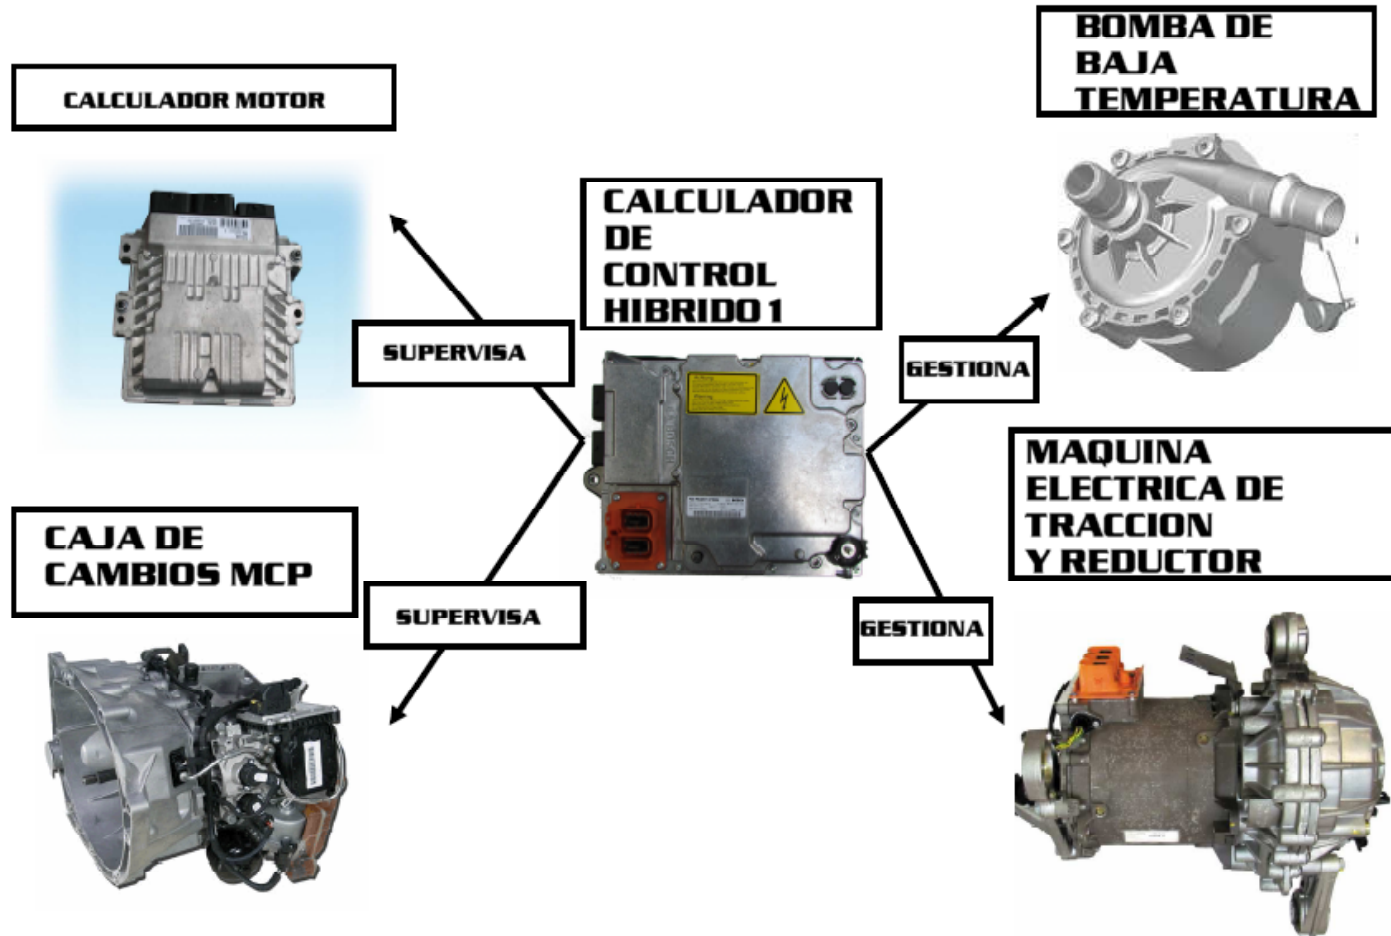 CALCULADOR MOTOR
BOMBA DE
BAJA
TEMPERATURA
CALCULADOR
DE
CONTROL
HIBRIDO 1
SUPERVISA
GESTIONA
MAQUINA
ELECTRICA DE
TRACCION
Y REDUCTOR
CAJA DE
CAMBIOS MCP
SUPERVISA
GESTIONA